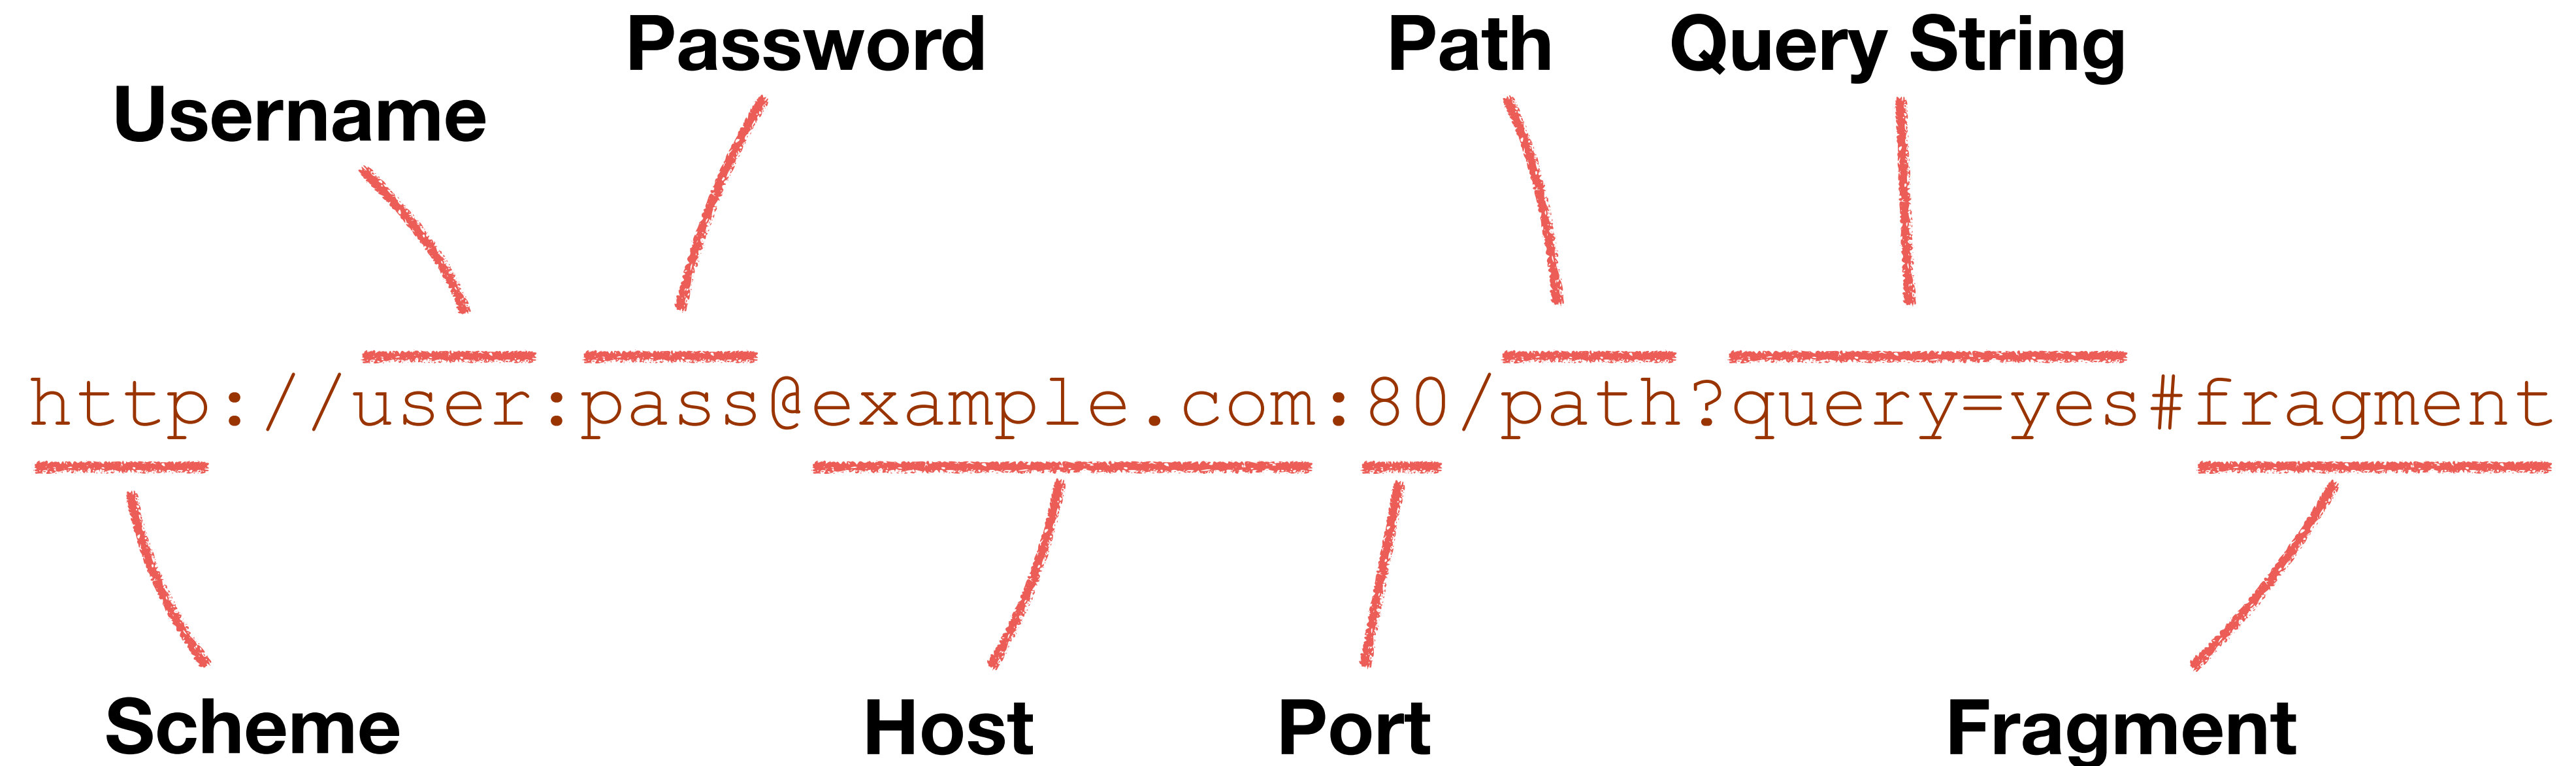 Password Path Query String
Username
http://user:pass@example.com:80/path?query=yes#fragment
Scheme Host Port Fragment